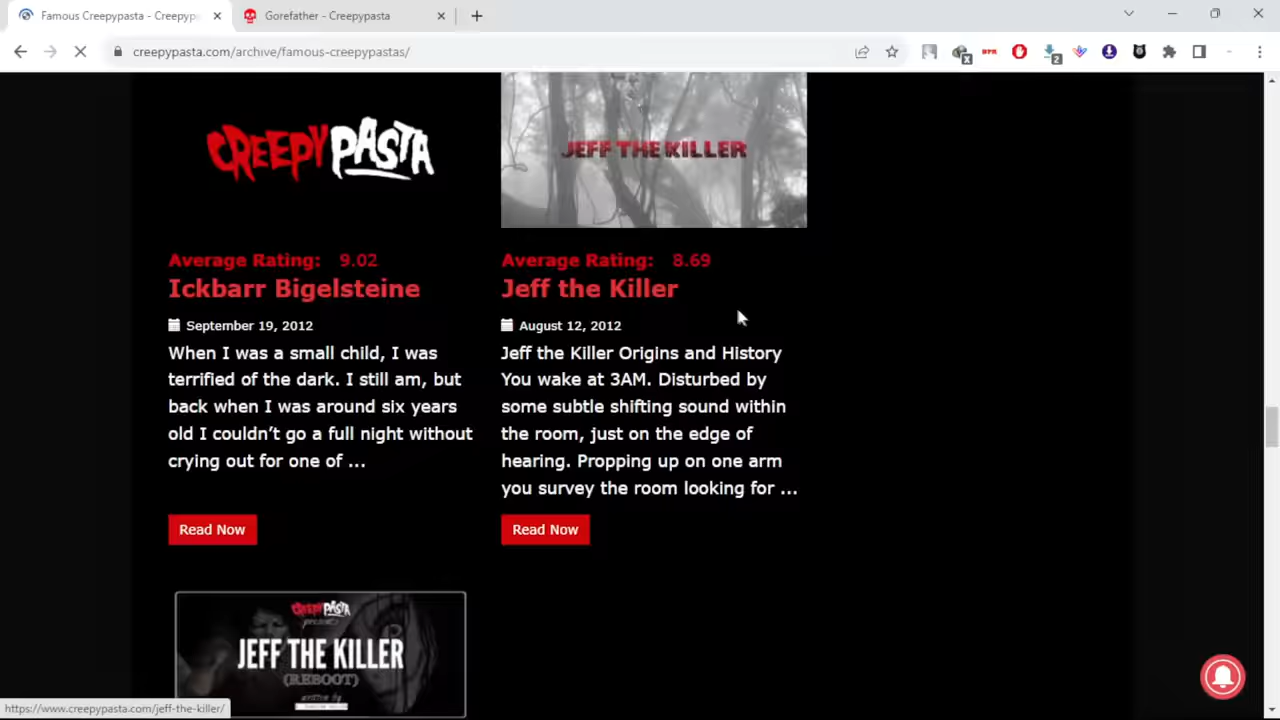 Famous Creepypasta - Creepyp
Gorefather - Creepypasta
creepypasta.com/archive/famous-creepypastas/
CREEPYPASTA
JEFF THE KILLER
Average Rating: 9.02
Ickbarr Bigelsteine
September 19, 2012
When I was a small child, I was
terrified of the dark. I still am, but
back when I was around six years
old I couldn’t go a full night without
crying out for one of ...
Read Now
Average Rating: 8.69
Jeff the Killer
August 12, 2012
Jeff the Killer Origins and History
You wake at 3AM. Disturbed by
some subtle shifting sound within
the room, just on the edge of
hearing. Propping up on one arm
you survey the room looking for ...
Read Now
CREEPYPASTA
presents
JEFF THE KILLER
(REBOOT)
written by
https://www.creepypasta.com/jeff-the-killer/